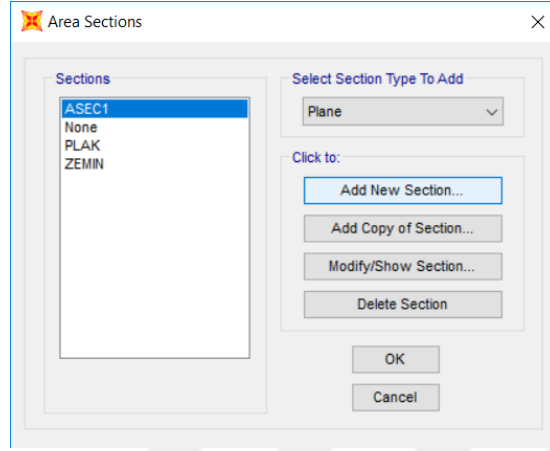 Area Sections
Sections
ASEC1
None
PLAK
ZEMIN
Select Section Type To Add
Plane
Click to:
Add New Section...
Add Copy of Section...
Modify/Show Section...
Delete Section
OK
Cancel